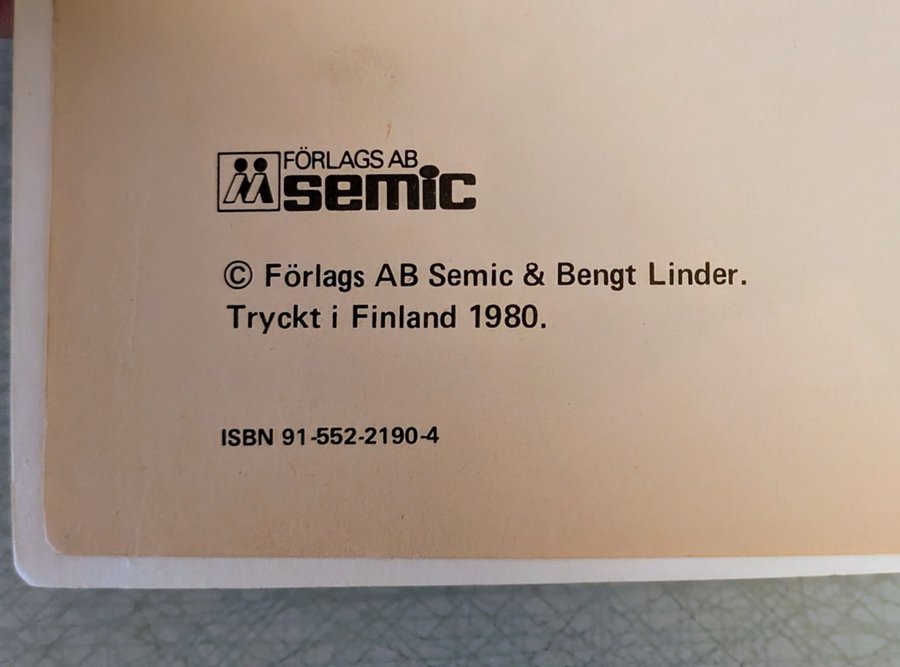 FÖRLAGS AB
semic
© Förlags AB Semic & Bengt Linder.
Tryckt i Finland 1980.
ISBN 91-552-2190-4